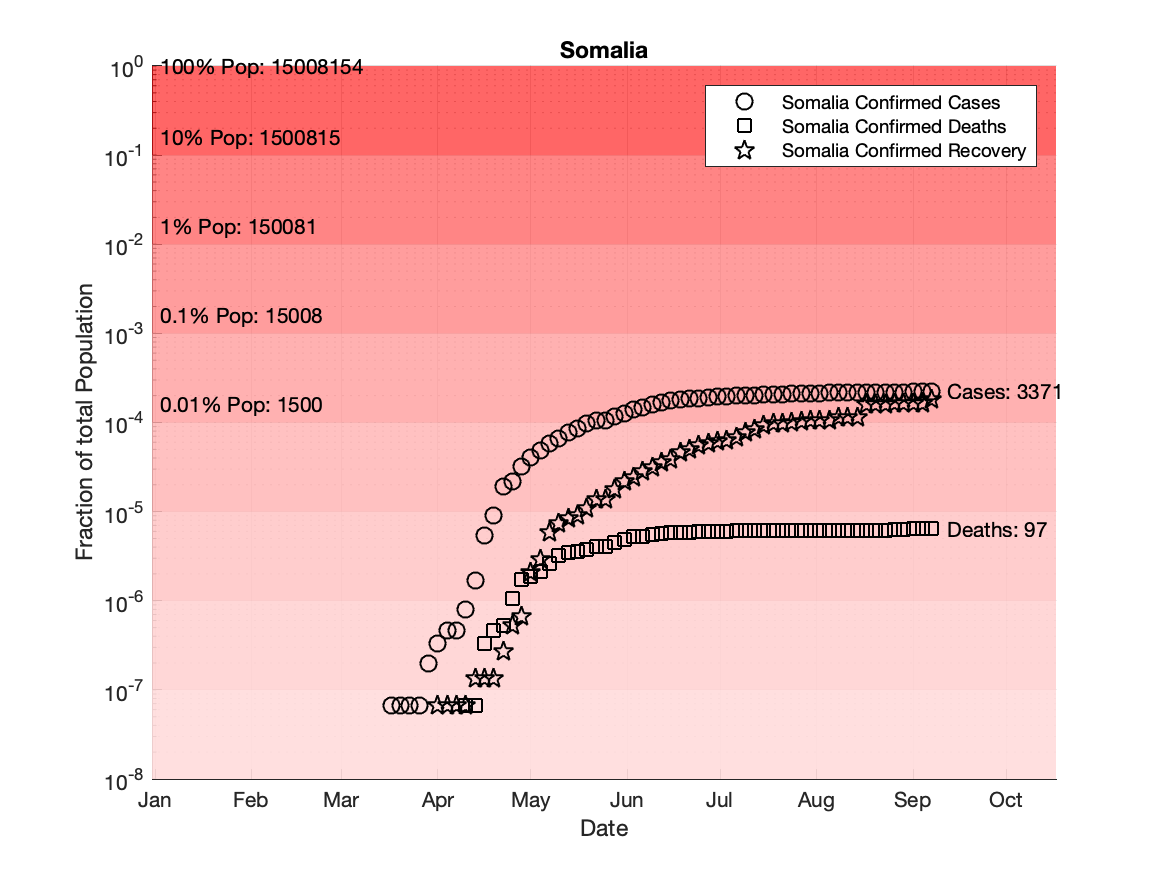 Somalia
10^0
10^-1
10^-2
10^-3
10^-4
10^-5
10^-6
10^-7
10^-8
Fraction of total Population
100% Pop: 15008154
10% Pop: 1500815
1% Pop: 150081
0.1% Pop: 15008
0.01% Pop: 1500
Somalia Confirmed Cases
Somalia Confirmed Deaths
Somalia Confirmed Recovery
Cases: 3371
Deaths: 97
Jan Feb Mar Apr May Jun Jul Aug Sep Oct
Date